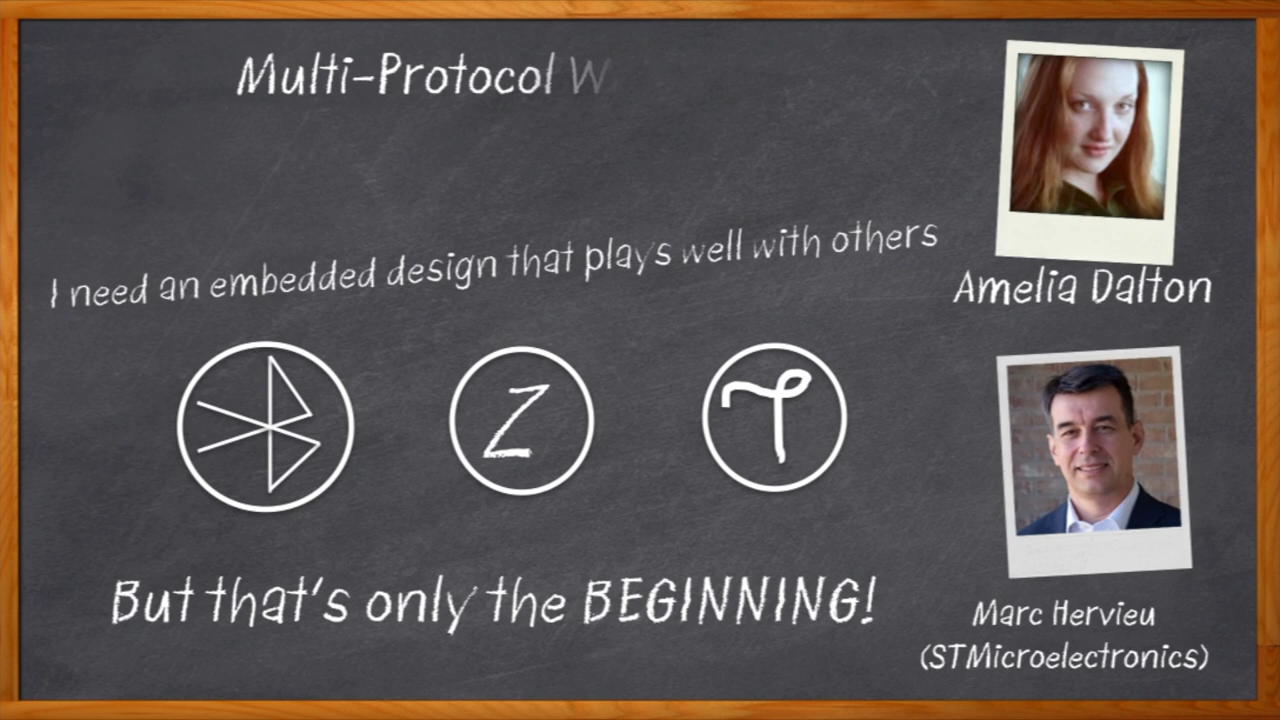 Multi-Protocol W
I need an embedded design that plays well with others
Z
But that's only the BEGINNING!
Amelia Dalton
Marc Hervieu
(STMicroelectronics)